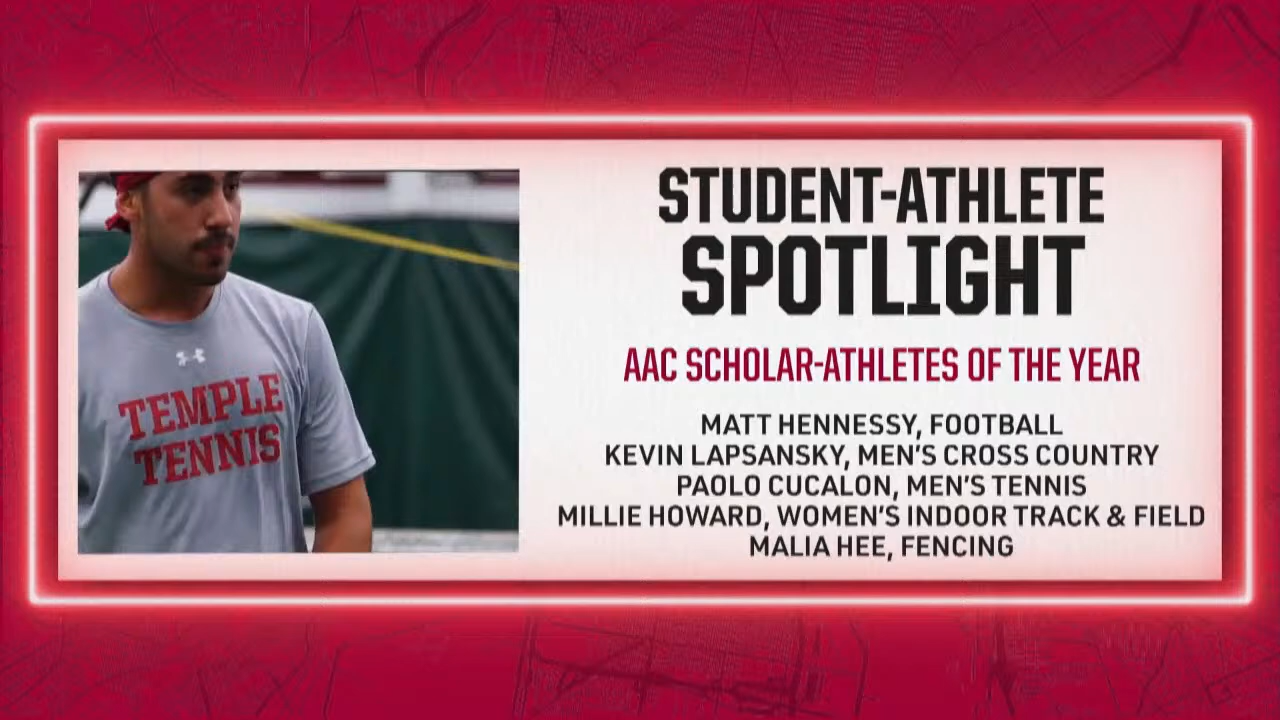 TEMPLE
TENNIS
STUDENT-ATHLETE
SPOTLIGHT
AAC SCHOLAR-ATHLETES OF THE YEAR
MATT HENNESSY, FOOTBALL
KEVIN LAPSANSKY, MEN'S CROSS COUNTRY
PAOLO CUCALON, MEN'S TENNIS
MILLIE HOWARD, WOMEN'S INDOOR TRACK & FIELD
MALIA HEE, FENCING